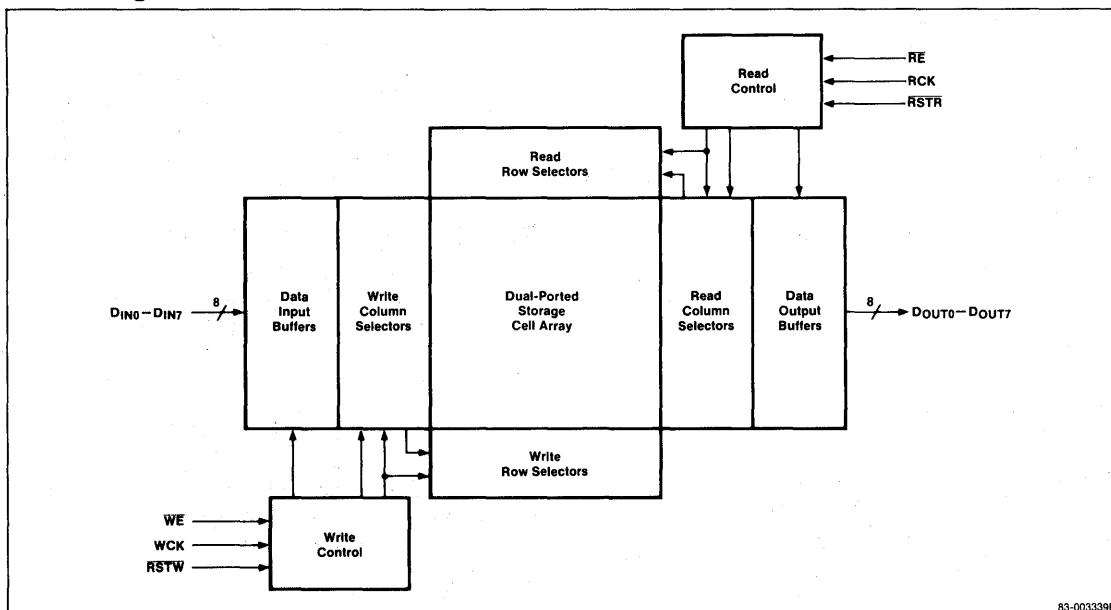 Read
Control
RE
RCK
RSTR
Read
Row Selectors
DIN0–DIN7
8
Data
Input
Buffers
Write
Column
Selectors
Dual-Ported
Storage
Cell Array
Read
Column
Selectors
Data
Output
Buffers
8
DOUT0–DOUT7
Write
Row Selectors
WE
WCK
RSTW
Write
Control